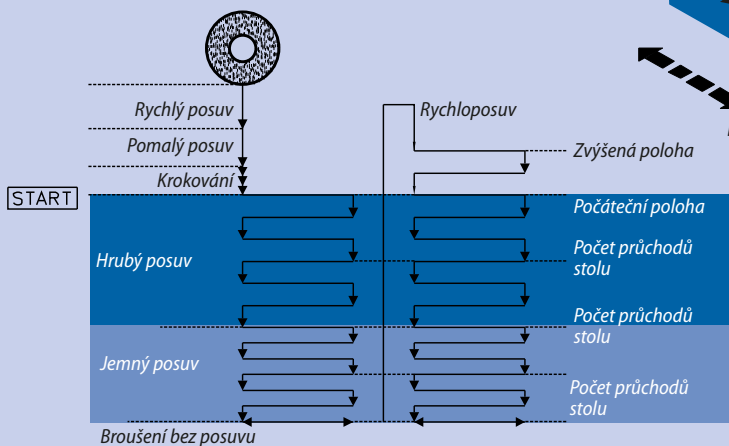 Rychlý posuv
Rychloposuv
Pomalý posuv
Zvýšená poloha
Krokování
START
Počáteční poloha
Hrubý posuv
Počet průchodů
stolu
Počet průchodů
stolu
Jemný posuv
Počet průchodů
stolu
Broušení bez posuvu